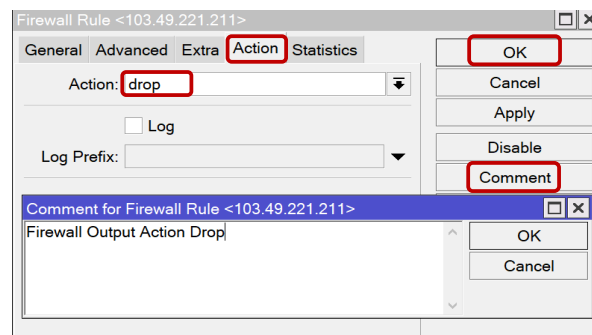 Firewall Rule <103.49.221.211>
General Advanced Extra Action Statistics
OK
Action: drop
Cancel
Log
Apply
Log Prefix:
Disable
Comment
Comment for Firewall Rule <103.49.221.211>
Firewall Output Action Drop
OK
Cancel